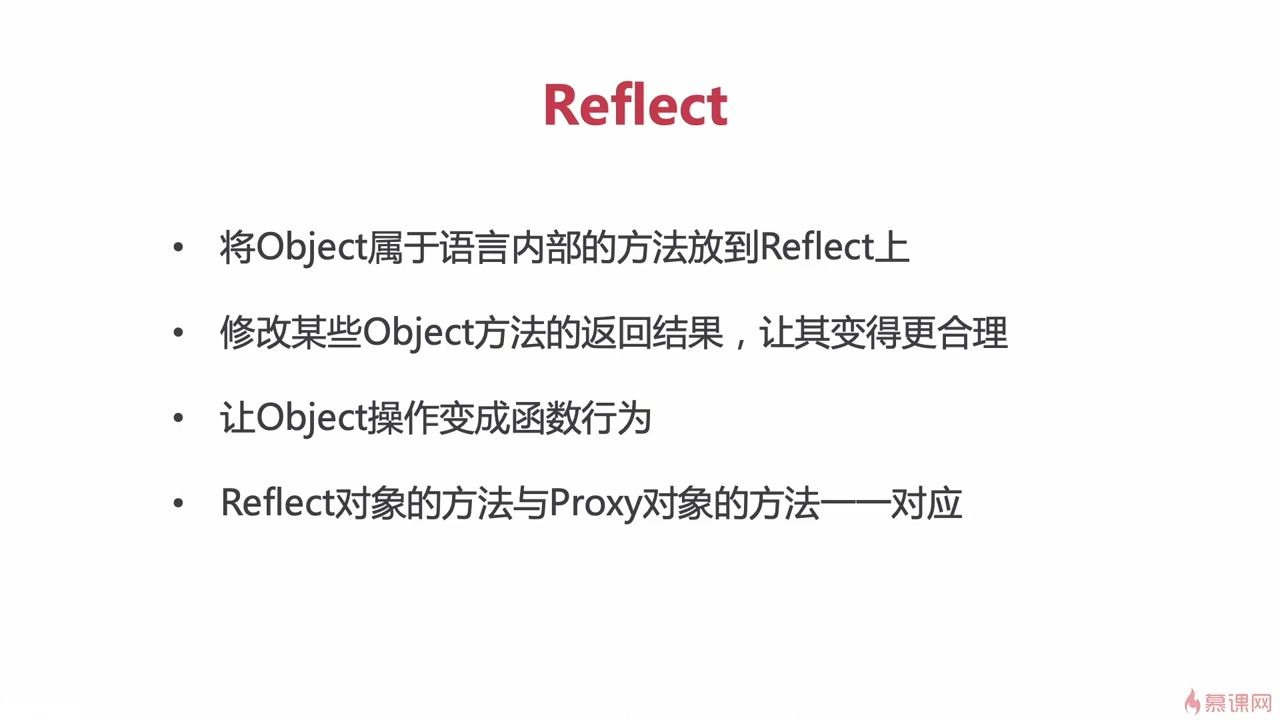 Reflect
• 将Object属于语言内部的方法放到Reflect上
• 修改某些Object方法的返回结果，让其变得更合理
• 让Object操作变成函数行为
• Reflect对象的方法与Proxy对象的方法一一对应
慕课网